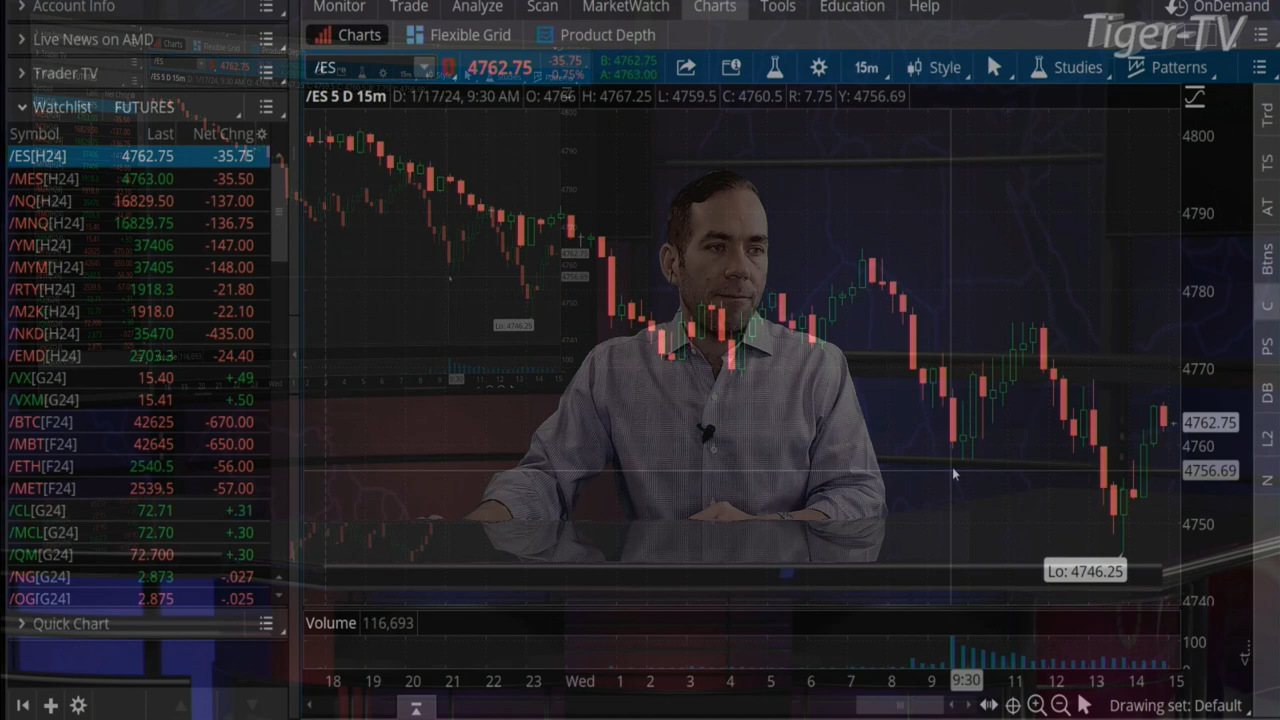 Account Info
Monitor Trade Analyze Scan MarketWatch Charts Tools Education Help OnDemand
Tiger-TV
Live News on AMD
Charts Flexible Grid Product Depth
Trader TV
/ES 4762.75 -35.75 -0.75% B: 4762.75 A: 4763.00 15m Style Studies Patterns
Watchlist FUTURES
/ES 5 D 15m D: 1/17/24, 9:30 AM O: 4766 H: 4767.25 L: 4759.5 C: 4760.5 R: 7.75 Y: 4756.69
Symbol Last Net Chng
/ES[H24] 4762.75 -35.75
/MES[H24] 4763.00 -35.50
/NQ[H24] 16829.50 -137.00
/MNQ[H24] 16829.75 -136.75
/YM[H24] 37406 -147.00
/MYM[H24] 37405 -148.00
/RTY[H24] 1918.3 -21.80
/M2K[H24] 1918.0 -22.10
/NKD[H24] 35470 -435.00
/EMD[H24] 2703.3 -24.40
/VX[G24] 15.40 +.49
/VXM[G24] 15.41 +.50
/BTC[F24] 42625 -670.00
/MBT[F24] 42645 -650.00
/ETH[F24] 2540.5 -56.00
/MET[F24] 2539.5 -57.00
/CL[G24] 72.71 +.31
/MCL[G24] 72.70 +.30
/QM[G24] 72.700 +.30
/NG[G24] 2.873 -.027
/QG[G24] 2.875 -.025
Quick Chart
4800
4790
4780
4770
4762.75
4760
4756.69
4750
Lo: 4746.25
4740
Volume 116,693
100
0
18 19 20 21 22 23 Wed 1 2 3 4 5 6 7 8 9 9:30 11 12 13 14 15
Drawing set: Default
Trd
TS
AT
Btns
C
PS
DB
L2
N
Lo: 4746.25